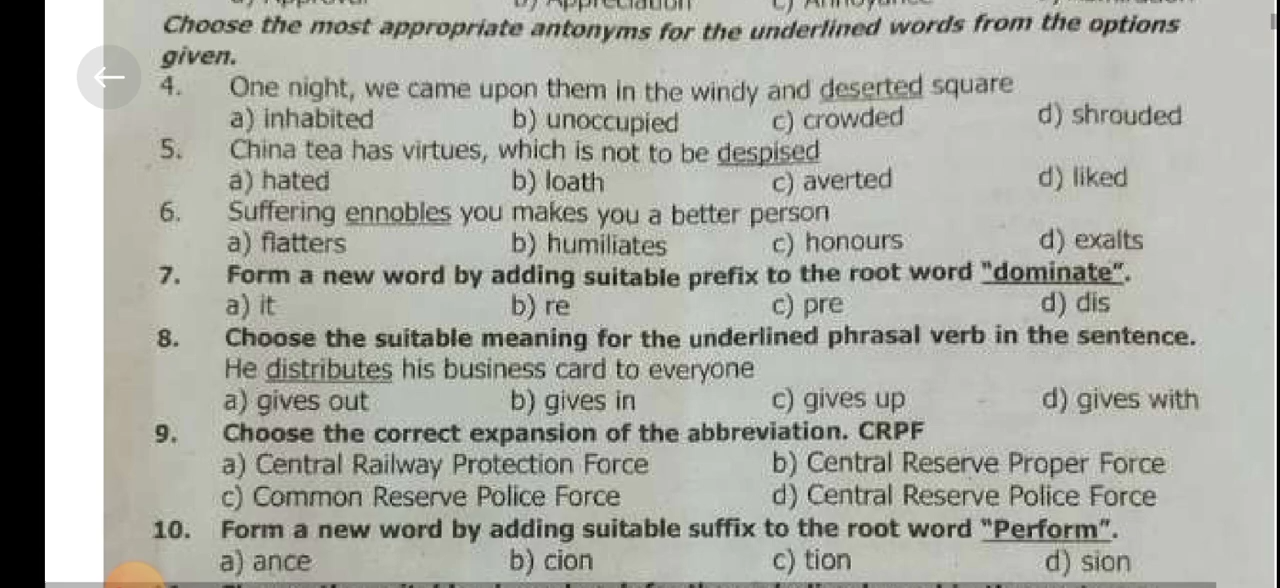 Choose the most appropriate antonyms for the underlined words from the options
given.
4. One night, we came upon them in the windy and deserted square
a) inhabited b) unoccupied c) crowded d) shrouded
5. China tea has virtues, which is not to be despised
a) hated b) loath c) averted d) liked
6. Suffering ennobles you makes you a better person
a) flatters b) humiliates c) honours d) exalts
7. Form a new word by adding suitable prefix to the root word "dominate".
a) it b) re c) pre d) dis
8. Choose the suitable meaning for the underlined phrasal verb in the sentence.
He distributes his business card to everyone
a) gives out b) gives in c) gives up d) gives with
9. Choose the correct expansion of the abbreviation. CRPF
a) Central Railway Protection Force b) Central Reserve Proper Force
c) Common Reserve Police Force d) Central Reserve Police Force
10. Form a new word by adding suitable suffix to the root word "Perform".
a) ance b) cion c) tion d) sion